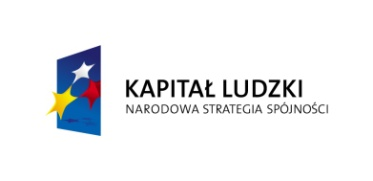 KAPITAŁ LUDZKI
NARODOWA STRATEGIA SPÓJNOŚCI